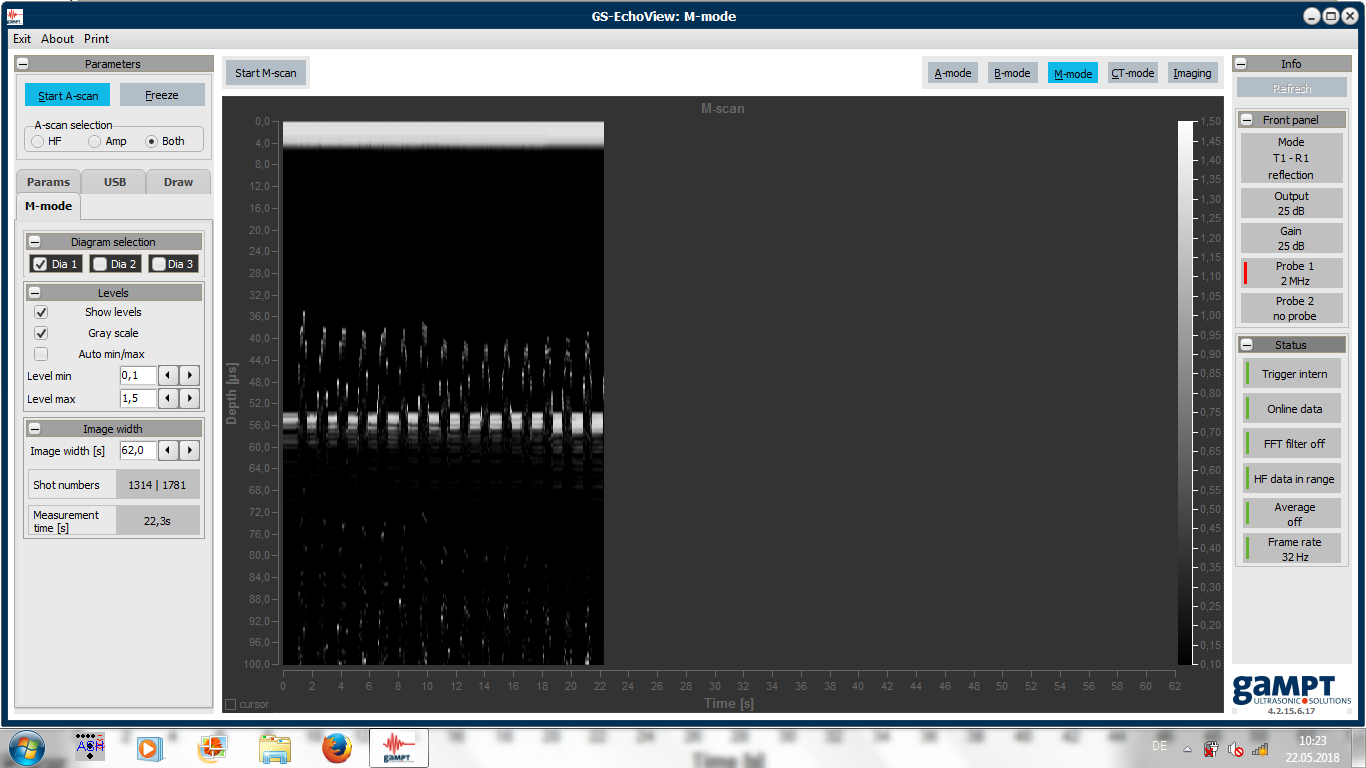 GS-EchoView: M-mode
Exit About Print
Parameters
Start A-scan Freeze
A-scan selection
HF Amp Both
Params USB Draw
M-mode
Diagram selection
Dia 1 Dia 2 Dia 3
Levels
Show levels
Gray scale
Auto min/max
Level min 0,1
Level max 1,5
Image width
Image width [s] 62,0
Shot numbers 1314 | 1781
Measurement
time [s] 22,3s
Start M-scan
A-mode B-mode M-mode CT-mode Imaging
M-scan
Depth [µs]
0,0
4,0
8,0
12,0
16,0
20,0
24,0
28,0
32,0
36,0
40,0
44,0
48,0
52,0
56,0
60,0
64,0
68,0
72,0
76,0
80,0
84,0
88,0
92,0
96,0
100,0
0 2 4 6 8 10 12 14 16 18 20 22 24 26 28 30 32 34 36 38 40 42 44 46 48 50 52 54 56 58 60 62
Time [s]
cursor
1,50
1,45
1,40
1,35
1,30
1,25
1,20
1,15
1,10
1,05
1,00
0,95
0,90
0,85
0,80
0,75
0,70
0,65
0,60
0,55
0,50
0,45
0,40
0,35
0,30
0,25
0,20
0,15
0,10
Info
Refresh
Front panel
Mode
T1 - R1
reflection
Output
25 dB
Gain
25 dB
Probe 1
2 MHz
Probe 2
no probe
Status
Trigger intern
Online data
FFT filter off
HF data in range
Average
off
Frame rate
32 Hz
gAMPT
ULTRASONIC SOLUTIONS
4.2.15.6.17
gAMPT
DE
10:23
22.05.2018